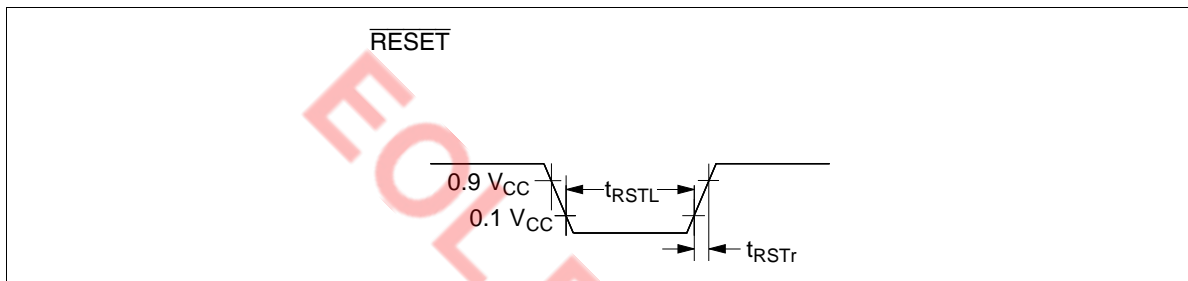 RESET
0.9 VCC
tRSTL
0.1 VCC
tRSTr
EOL